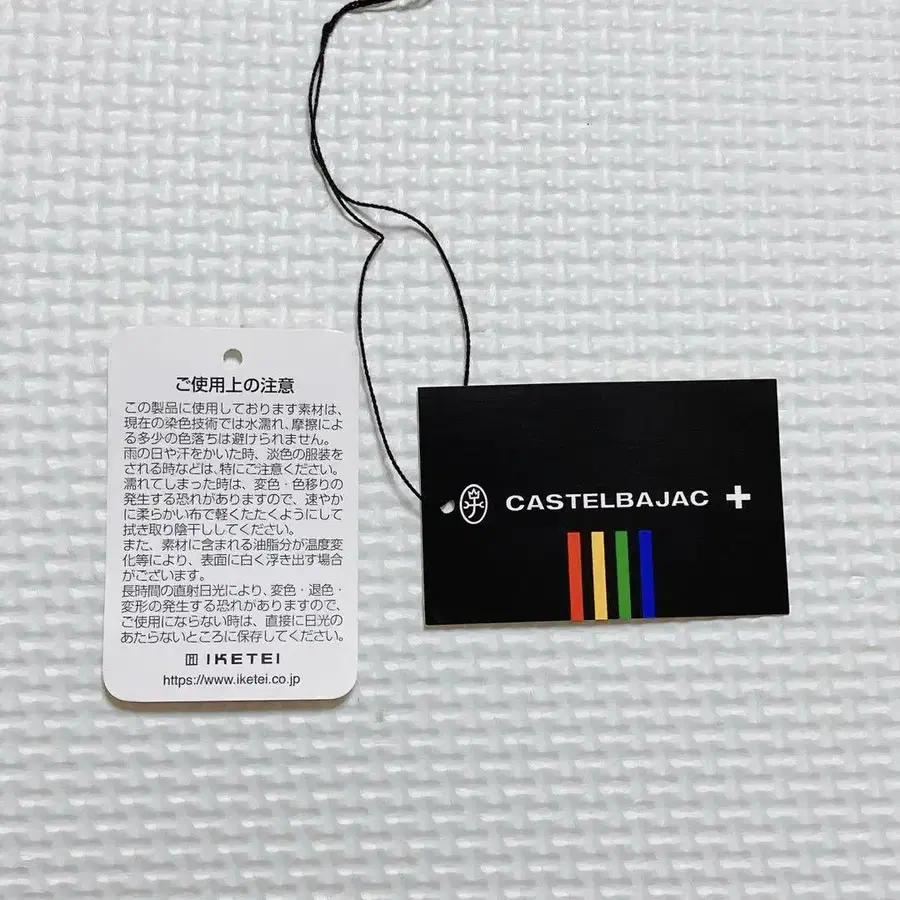 ご使用上の注意
この製品に使用しております素材は、
現在の染色技術では水濡れ、摩擦によ
る多少の色落ちは避けられません。
雨の日や汗をかいた時、淡色の服装を
される時などは、特にご注意ください。
濡れてしまった時は、変色・色移りの
発生する恐れがありますので、速やか
に柔らかい布で軽くたたくようにして
拭き取り陰干ししてください。
また、素材に含まれる油脂分が温度変
化等により、表面に白く浮き出す場合
がございます。
長時間の直射日光により、変色・退色・
変形の発生する恐れがありますので、
ご使用にならない時は、直接に日光の
あたらないところに保存してください。
IKETEI
https://www.iketei.co.jp
CASTELBAJAC +